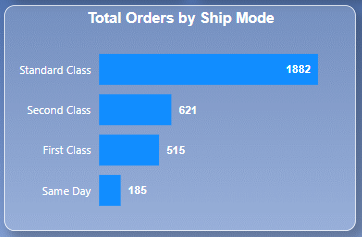 Total Orders by Ship Mode
Standard Class 1882
Second Class 621
First Class 515
Same Day 185